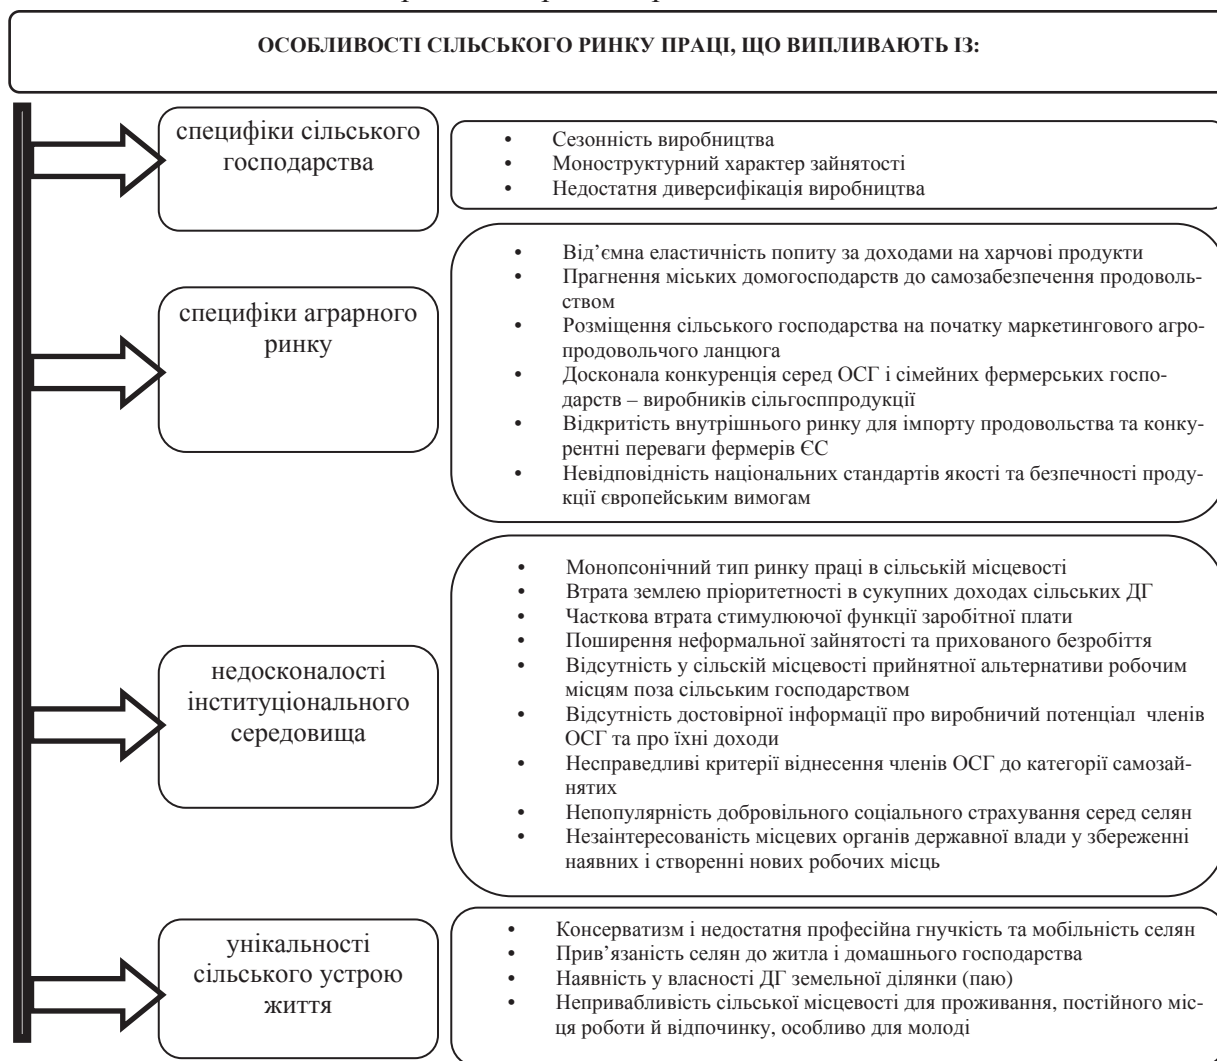 ОСОБЛИВОСТІ СІЛЬСЬКОГО РИНКУ ПРАЦІ, ЩО ВИПЛИВАЮТЬ ІЗ:
специфіки сільського
господарства
• Сезонність виробництва
• Моноструктурний характер зайнятості
• Недостатня диверсифікація виробництва
специфіки аграрного
ринку
• Від’ємна еластичність попиту за доходами на харчові продукти
• Прагнення міських домогосподарств до самозабезпечення продоволь-
ством
• Розміщення сільського господарства на початку маркетингового агро-
продовольчого ланцюга
• Досконала конкуренція серед ОСГ і сімейних фермерських госпо-
дарств – виробників сільгосппродукції
• Відкритість внутрішнього ринку для імпорту продовольства та конку-
рентні переваги фермерів ЄС
• Невідповідність національних стандартів якості та безпечності проду-
кції європейським вимогам
недосконалості
інституціонального
середовища
• Монопсонічний тип ринку праці в сільській місцевості
• Втрата землею пріоритетності в сукупних доходах сільських ДГ
• Часткова втрата стимулюючої функції заробітної плати
• Поширення неформальної зайнятості та прихованого безробіття
• Відсутність у сільскій місцевості прийнятної альтернативи робочим
місцям поза сільським господарством
• Відсутність достовірної інформації про виробничий потенціал членів
ОСГ та про їхні доходи
• Несправедливі критерії віднесення членів ОСГ до категорії самозай-
нятих
• Непопулярність добровільного соціального страхування серед селян
• Незаінтересованість місцевих органів державної влади у збереженні
наявних і створенні нових робочих місць
унікальності
сільського устрою
життя
• Консерватизм і недостатня професійна гнучкість та мобільність селян
• Прив’язаність селян до житла і домашнього господарства
• Наявність у власності ДГ земельної ділянки (паю)
• Непривабливість сільської місцевості для проживання, постійного міс-
ця роботи й відпочинку, особливо для молоді